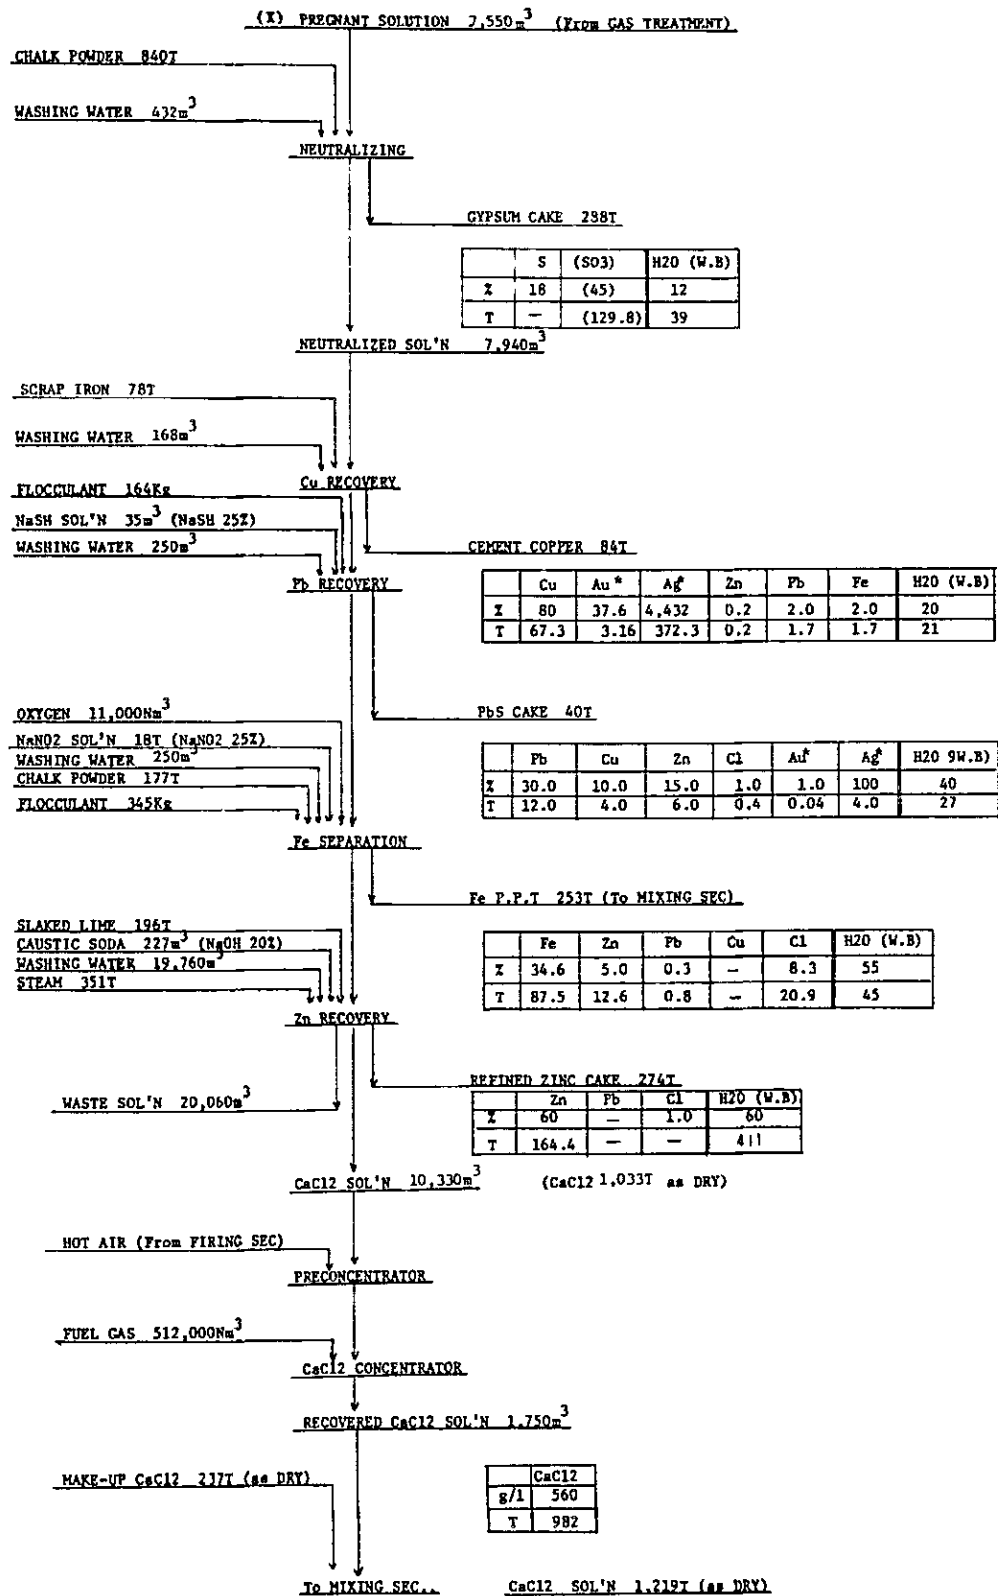 (X) PREGNANT SOLUTION 7,550m³ (From GAS TREATMENT)
CHALK POWDER 840T
WASHING WATER 432m³
NEUTRALIZING
GYPSUM CAKE 288T
S (SO3) H2O (W.B)
% 18 (45) 12
T — (129.8) 39
NEUTRALIZED SOL'N 7,940m³
SCRAP IRON 78T
WASHING WATER 168m³
Cu RECOVERY
FLOCCULANT 164Kg
NaSH SOL'N 35m³ (NaSH 25%)
WASHING WATER 250m³
CEMENT COPPER 84T
Pb RECOVERY
Cu Au* Ag* Zn Pb Fe H2O (W.B)
% 80 37.6 4,432 0.2 2.0 2.0 20
T 67.3 3.16 372.3 0.2 1.7 1.7 21
PbS CAKE 40T
OXYGEN 11,000Nm³
NaNO2 SOL'N 18T (NaNO2 25%)
WASHING WATER 250m³
CHALK POWDER 177T
FLOCCULANT 345Kg
Pb Cu Zn Cl Au* Ag* H2O 9W.B)
% 30.0 10.0 15.0 1.0 1.0 100 40
T 12.0 4.0 6.0 0.4 0.04 4.0 27
Fe SEPARATION
Fe P.P.T 253T (To MIXING SEC)
SLAKED LIME 196T
CAUSTIC SODA 227m³ (NaOH 20%)
WASHING WATER 19,760m³
STEAM 351T
Fe Zn Pb Cu Cl H2O (W.B)
% 34.6 5.0 0.3 — 8.3 55
T 87.5 12.6 0.8 — 20.9 45
Zn RECOVERY
REFINED ZINC CAKE 274T
WASTE SOL'N 20,060m³
Zn Pb Cl H2O (W.B)
% 60 — 1.0 60
T 164.4 — — 411
CaCl2 SOL'N 10,330m³ (CaCl2 1,033T as DRY)
HOT AIR (From FIRING SEC)
PRECONCENTRATOR
FUEL GAS 512,000Nm³
CaCl2 CONCENTRATOR
RECOVERED CaCl2 SOL'N 1,750m³
MAKE-UP CaCl2 237T (as DRY)
CaCl2
g/l 560
T 982
To MIXING SEC.. CaCl2 SOL'N 1,219T (as DRY)